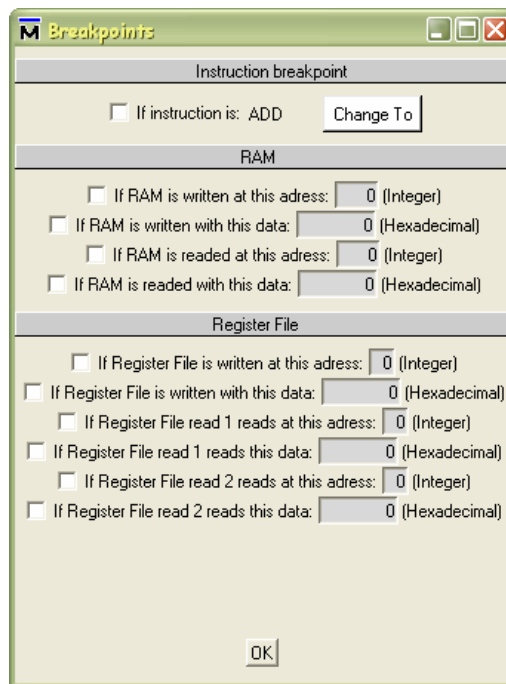 M Breakpoints
Instruction breakpoint
If instruction is: ADD Change To
RAM
If RAM is written at this adress: 0 (Integer)
If RAM is written with this data: 0 (Hexadecimal)
If RAM is readed at this adress: 0 (Integer)
If RAM is readed with this data: 0 (Hexadecimal)
Register File
If Register File is written at this adress: 0 (Integer)
If Register File is written with this data: 0 (Hexadecimal)
If Register File read 1 reads at this adress: 0 (Integer)
If Register File read 1 reads this data: 0 (Hexadecimal)
If Register File read 2 reads at this adress: 0 (Integer)
If Register File read 2 reads this data: 0 (Hexadecimal)
OK